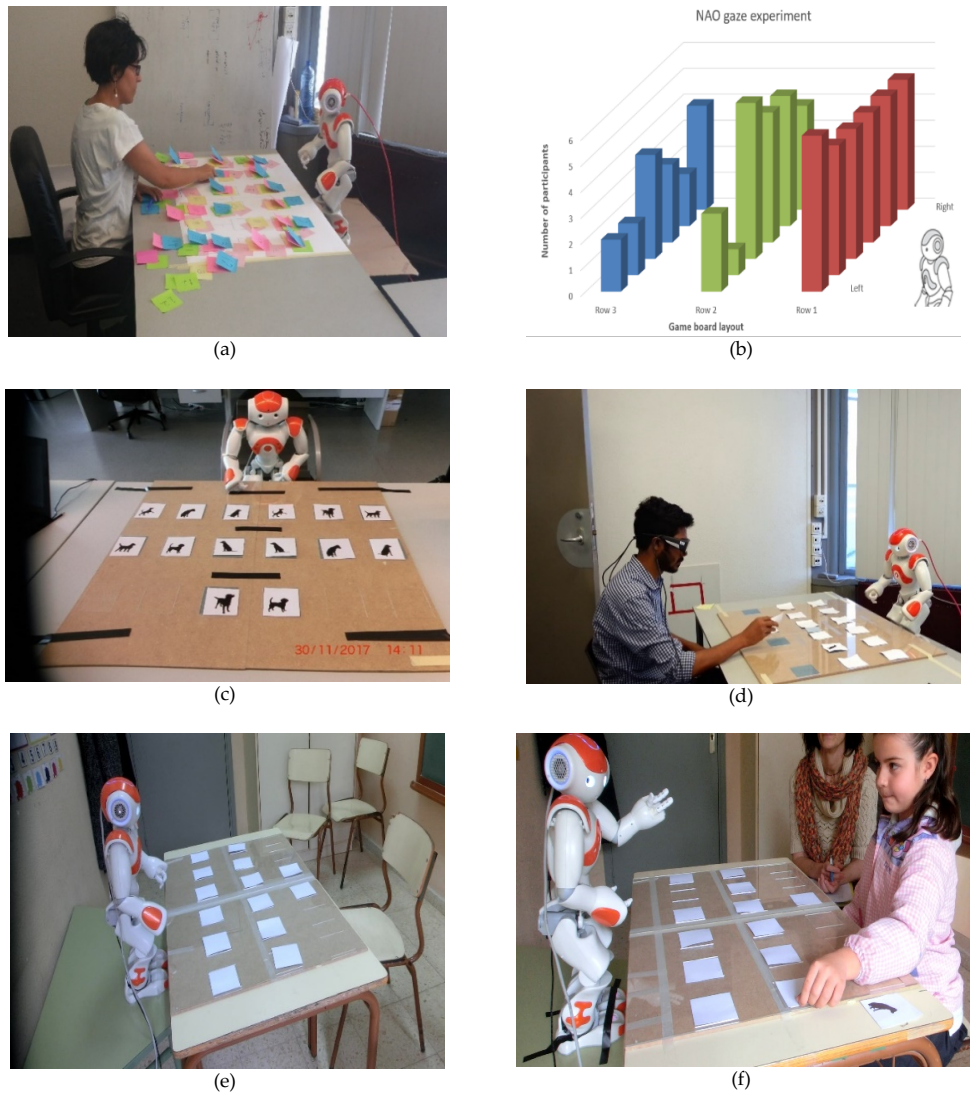 (a)
NAO gaze experiment
Number of participants
6
5
4
3
2
1
0
Row 3
Row 2
Row 1
Left
Right
Game board layout
(b)
30/11/2017 14:11
(c)
(d)
(e)
(f)